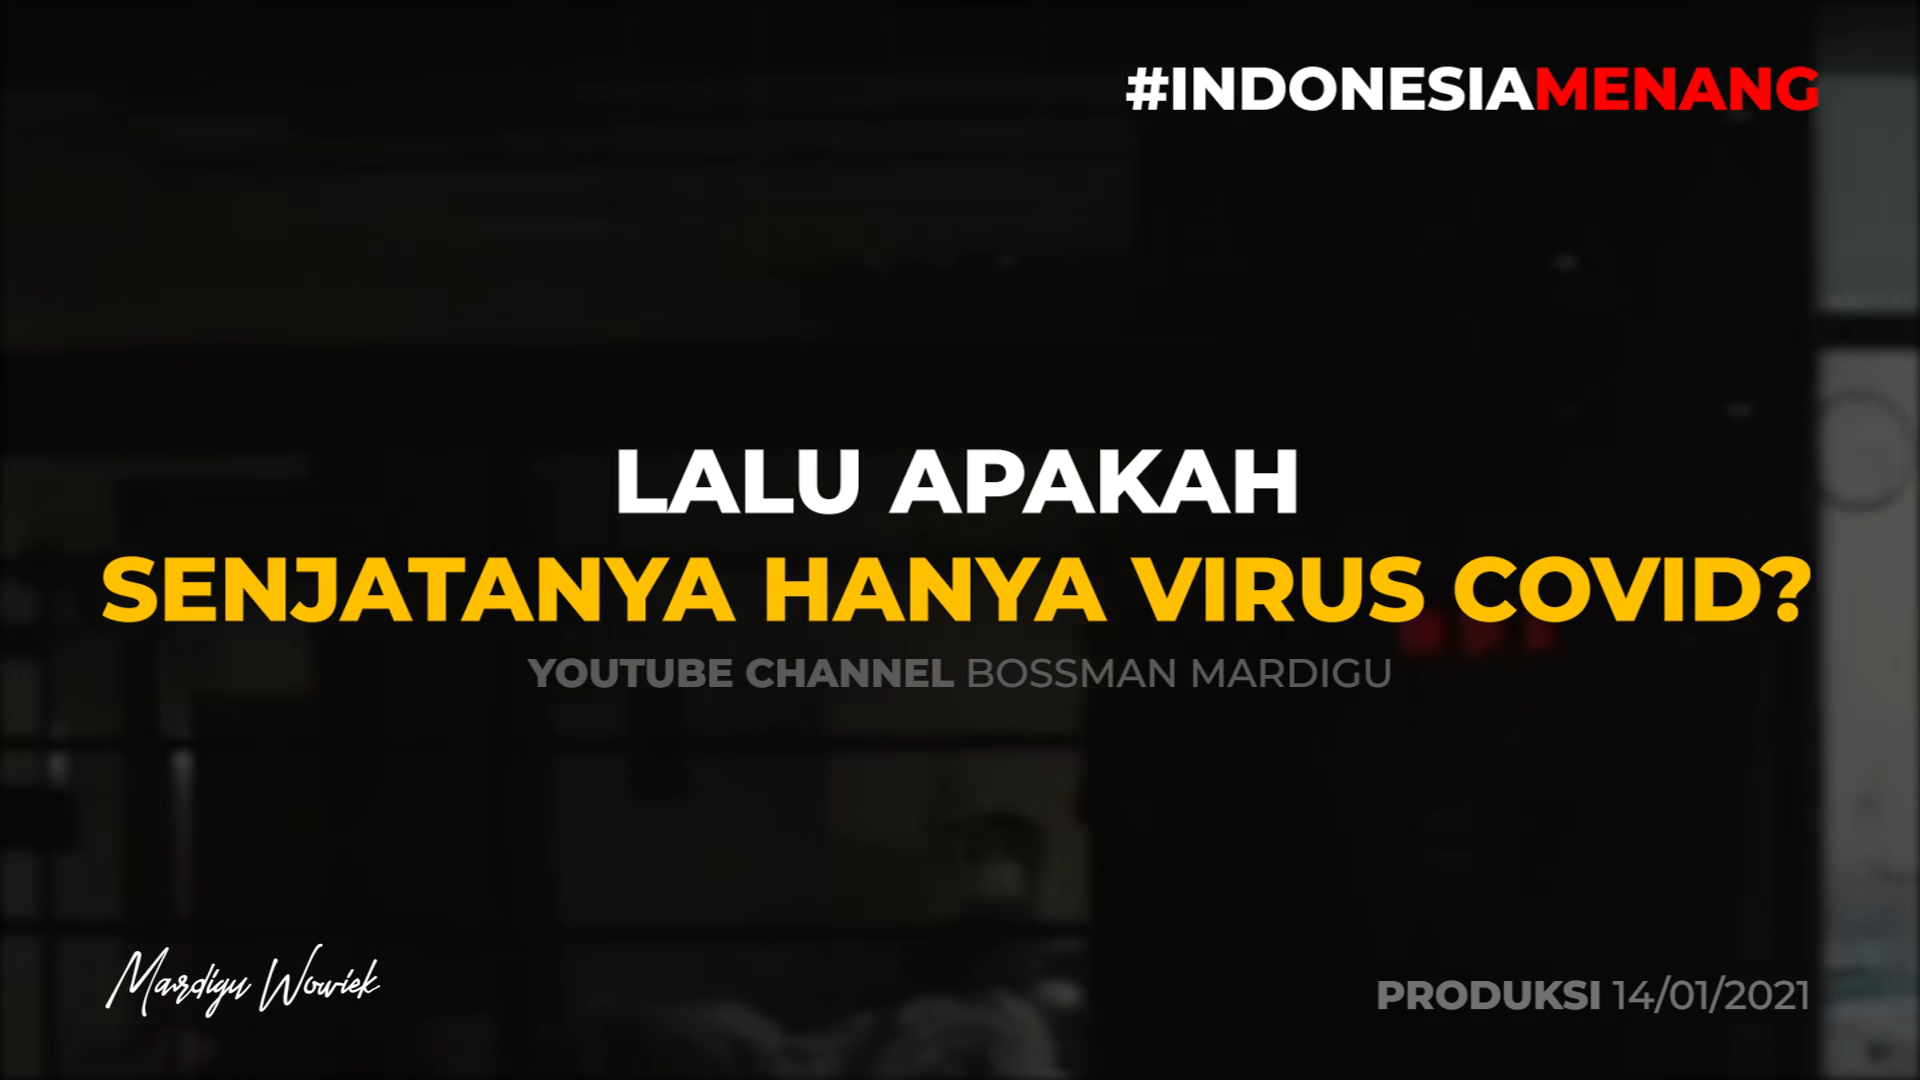 #INDONESIAMENANG
LALU APAKAH
SENJATANYA HANYA VIRUS COVID?
YOUTUBE CHANNEL BOSSMAN MARDIGU
Mardigu Wowiek
PRODUKSI 14/01/2021